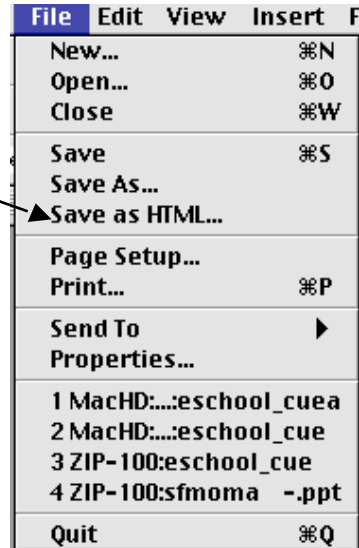 File Edit View Insert F
New... ⌘N
Open... ⌘O
Close ⌘W
Save ⌘S
Save As...
Save as HTML...
Page Setup...
Print... ⌘P
Send To ▶
Properties...
1 MacHD:...:eschool_cuea
2 MacHD:...:eschool_cue
3 ZIP-100:eschool_cue
4 ZIP-100:sfmoma -.ppt
Quit ⌘Q